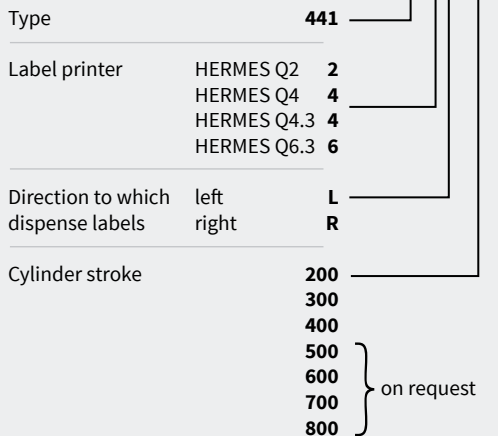 Type 441
Label printer HERMES Q2 2
HERMES Q4 4
HERMES Q4.3 4
HERMES Q6.3 6
Direction to which left L
dispense labels right R
Cylinder stroke 200
300
400
500
600 on request
700
800